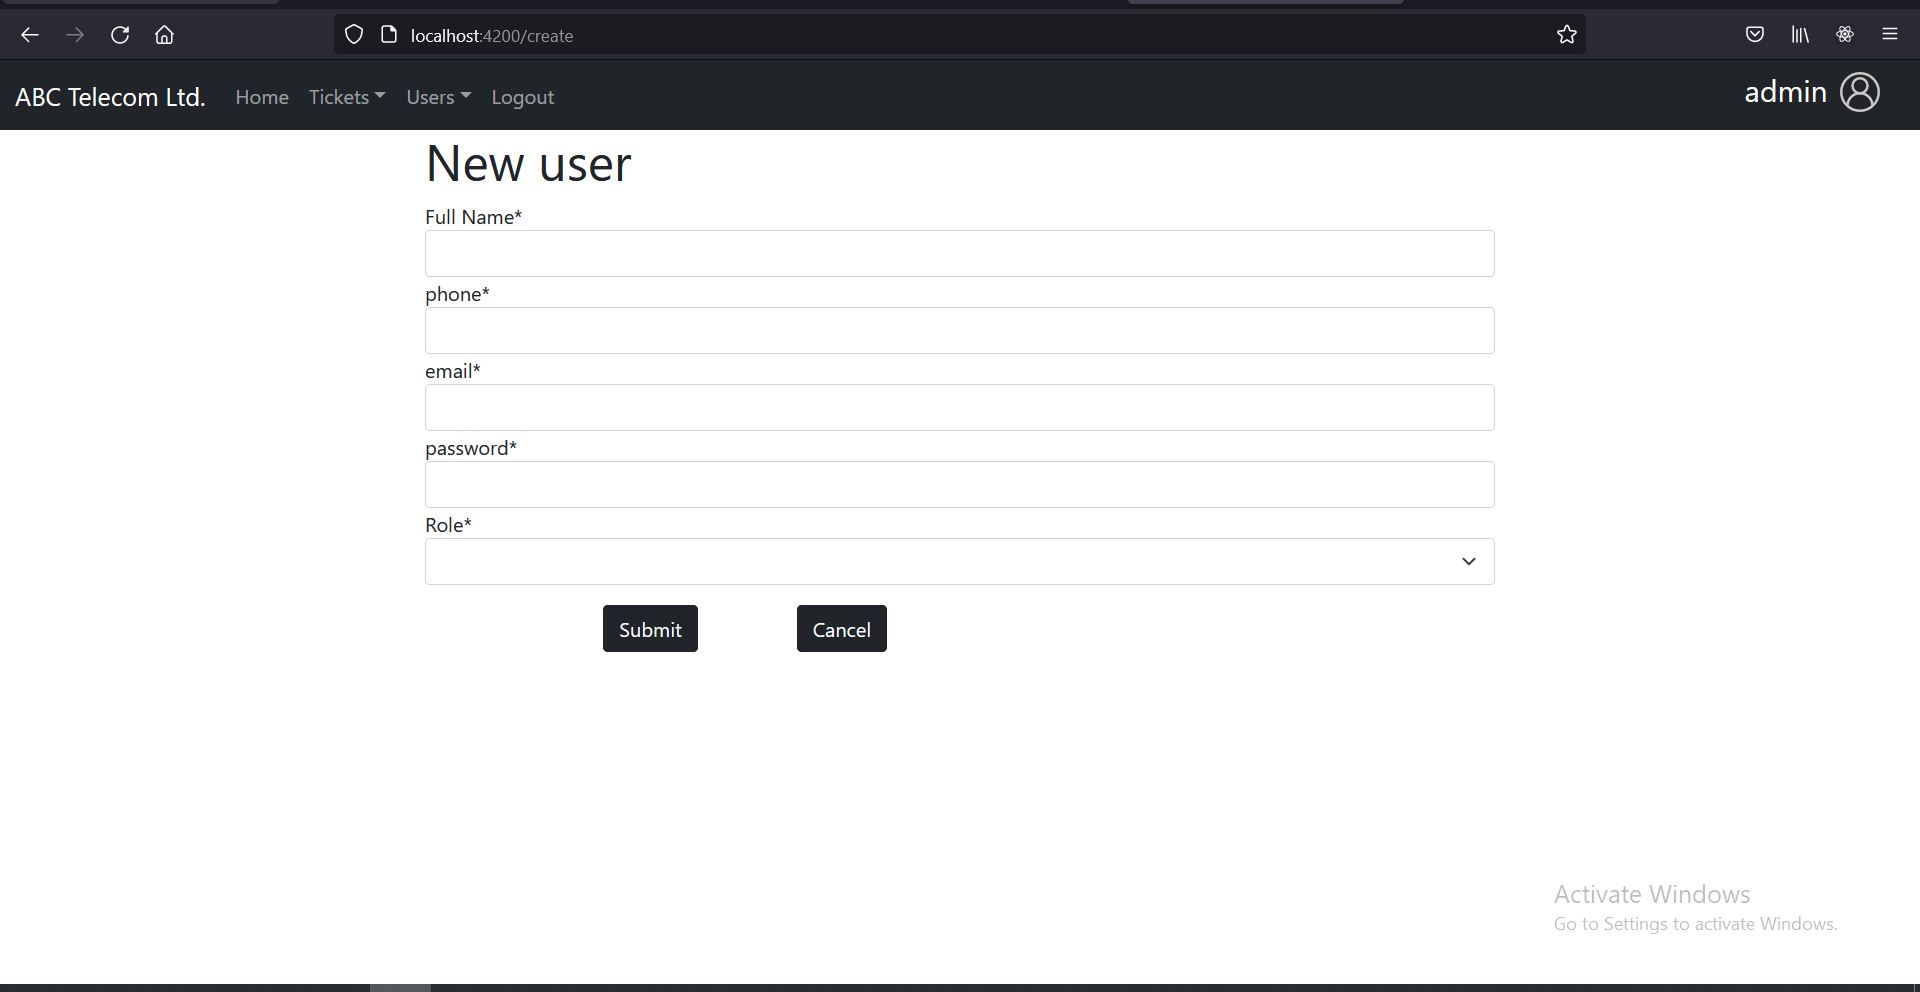 localhost:4200/create
ABC Telecom Ltd. Home Tickets Users Logout admin
New user
Full Name*
phone*
email*
password*
Role*
Submit Cancel
Activate Windows
Go to Settings to activate Windows.